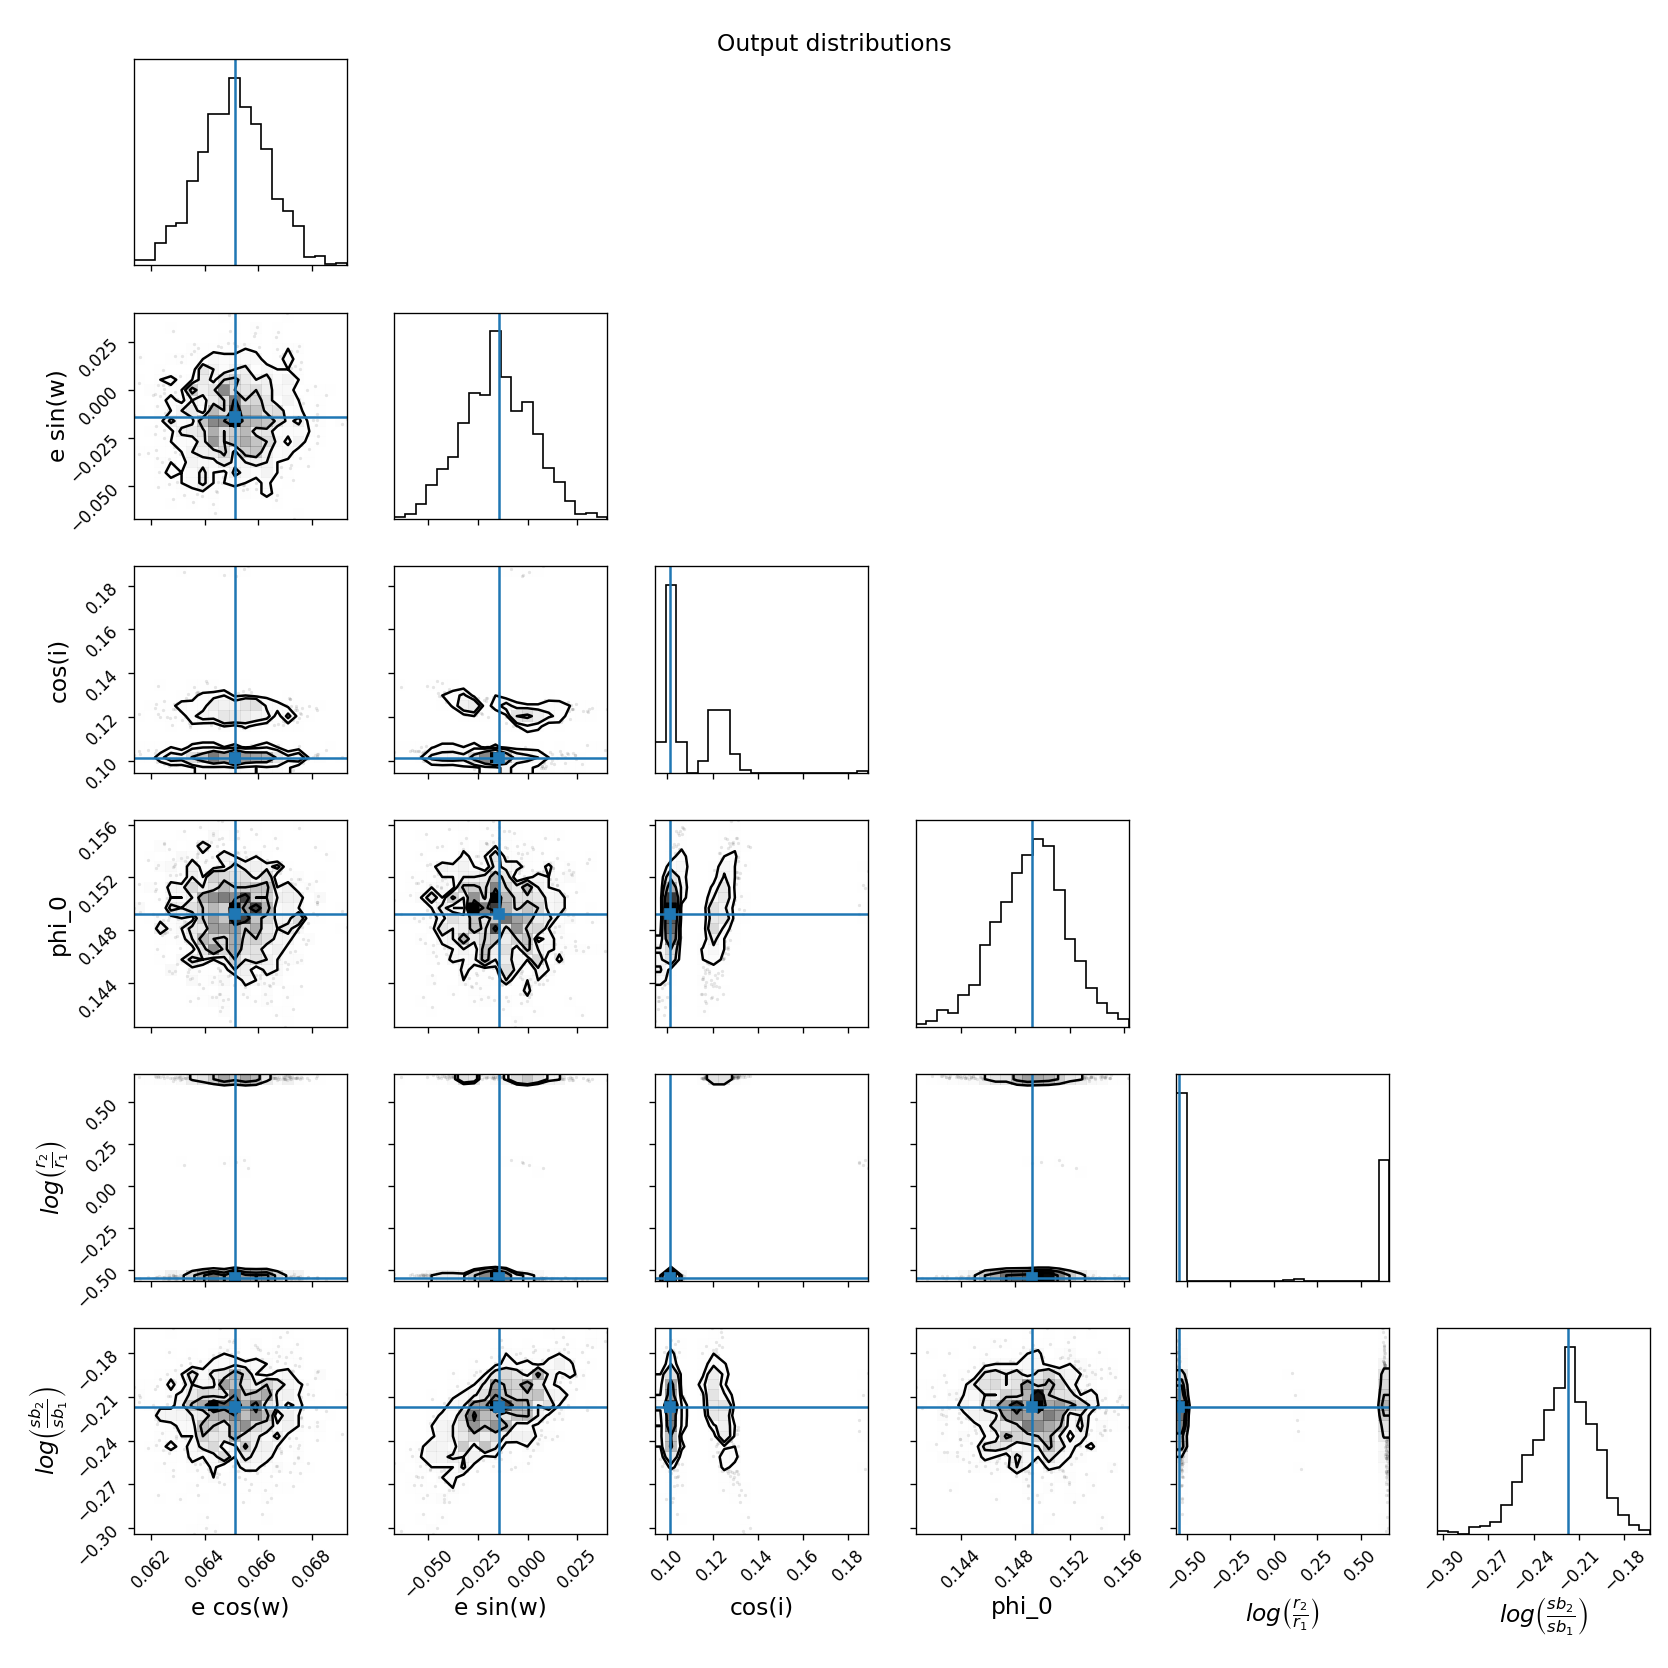 Output distributions
e sin(w)
0.025
0.000
−0.025
−0.050
cos(i)
0.18
0.16
0.14
0.12
0.10
phi_0
0.156
0.152
0.148
0.144
log(r₂/r₁)
0.50
0.25
0.00
−0.25
−0.50
log(sb₂/sb₁)
−0.18
−0.21
−0.24
−0.27
−0.30
0.062 0.064 0.066 0.068
−0.050 −0.025 0.000 0.025
0.10 0.12 0.14 0.16 0.18
0.144 0.148 0.152 0.156
−0.50 −0.25 0.00 0.25 0.50
−0.30 −0.27 −0.24 −0.21 −0.18
e cos(w) e sin(w) cos(i) phi_0 log(r₂/r₁) log(sb₂/sb₁)